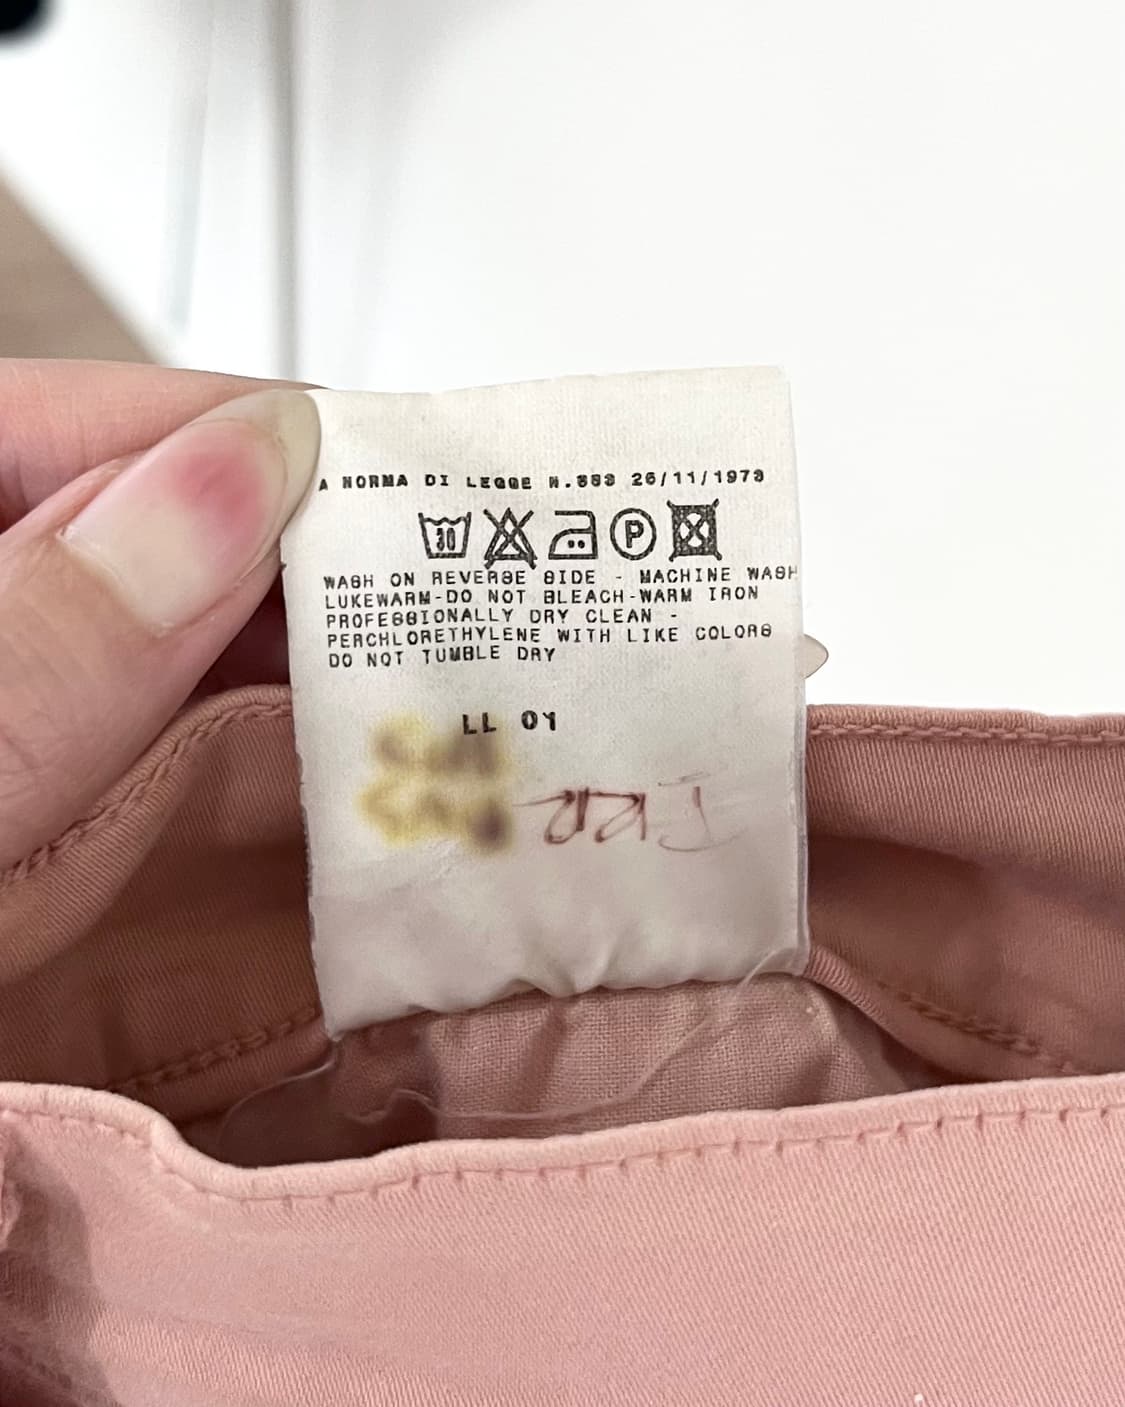 A NORMA DI LEGGE N.883 26/11/1973
30 P
WASH ON REVERSE SIDE - MACHINE WASH
LUKEWARM-DO NOT BLEACH-WARM IRON
PROFESSIONALLY DRY CLEAN -
PERCHLORETHYLENE WITH LIKE COLORS
DO NOT TUMBLE DRY
LL 01